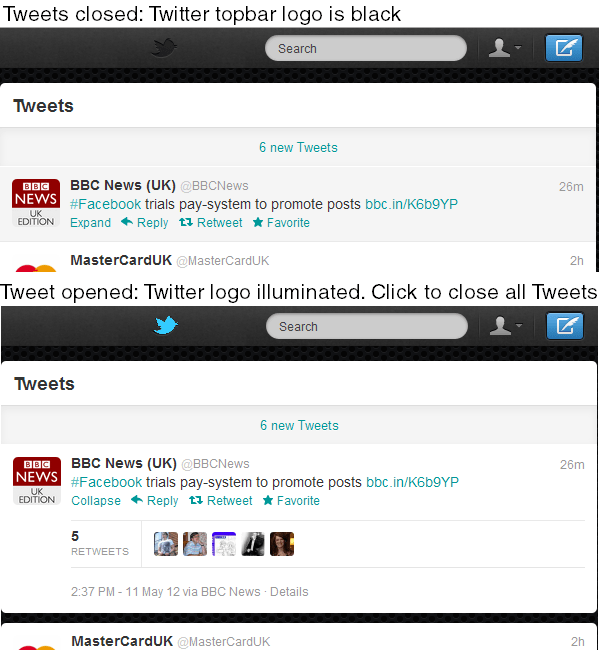 Tweets closed: Twitter topbar logo is black
Search
Tweets
6 new Tweets
BBC NEWS UK EDITION
BBC News (UK) @BBCNews 26m
#Facebook trials pay-system to promote posts bbc.in/K6b9YP
Expand Reply Retweet Favorite
MasterCardUK @MasterCardUK 2h
Tweet opened: Twitter logo illuminated. Click to close all Tweets
Search
Tweets
6 new Tweets
BBC NEWS UK EDITION
BBC News (UK) @BBCNews 26m
#Facebook trials pay-system to promote posts bbc.in/K6b9YP
Collapse Reply Retweet Favorite
5
RETWEETS
2:37 PM - 11 May 12 via BBC News · Details
MasterCardUK @MasterCardUK 2h